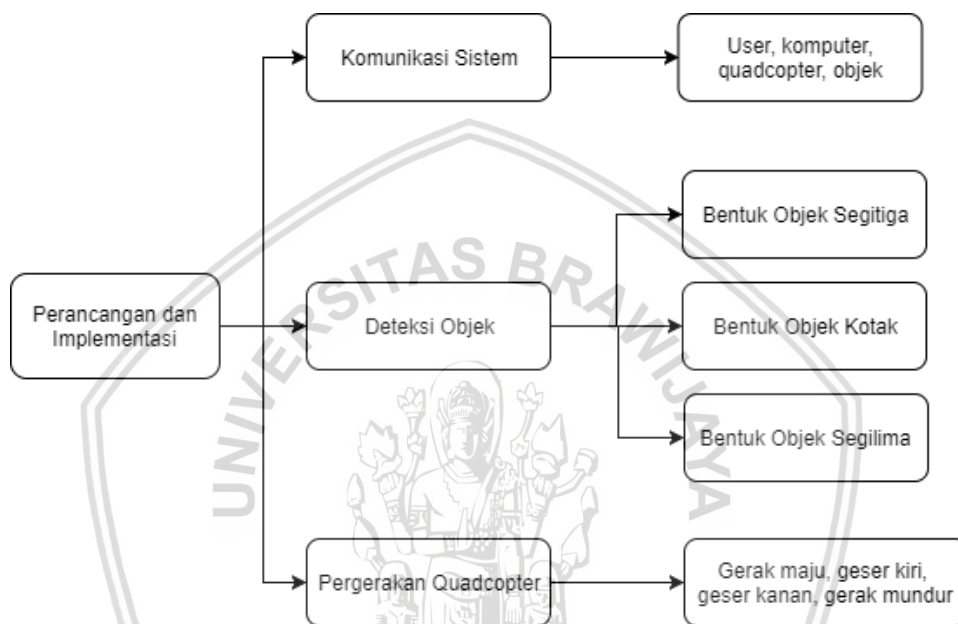 Komunikasi Sistem
User, komputer,
quadcopter, objek
Bentuk Objek Segitiga
UNIVERSITAS BRAWIJAYA
Perancangan dan
Implementasi
Deteksi Objek
Bentuk Objek Kotak
Bentuk Objek Segilima
Pergerakan Quadcopter
Gerak maju, geser kiri,
geser kanan, gerak mundur